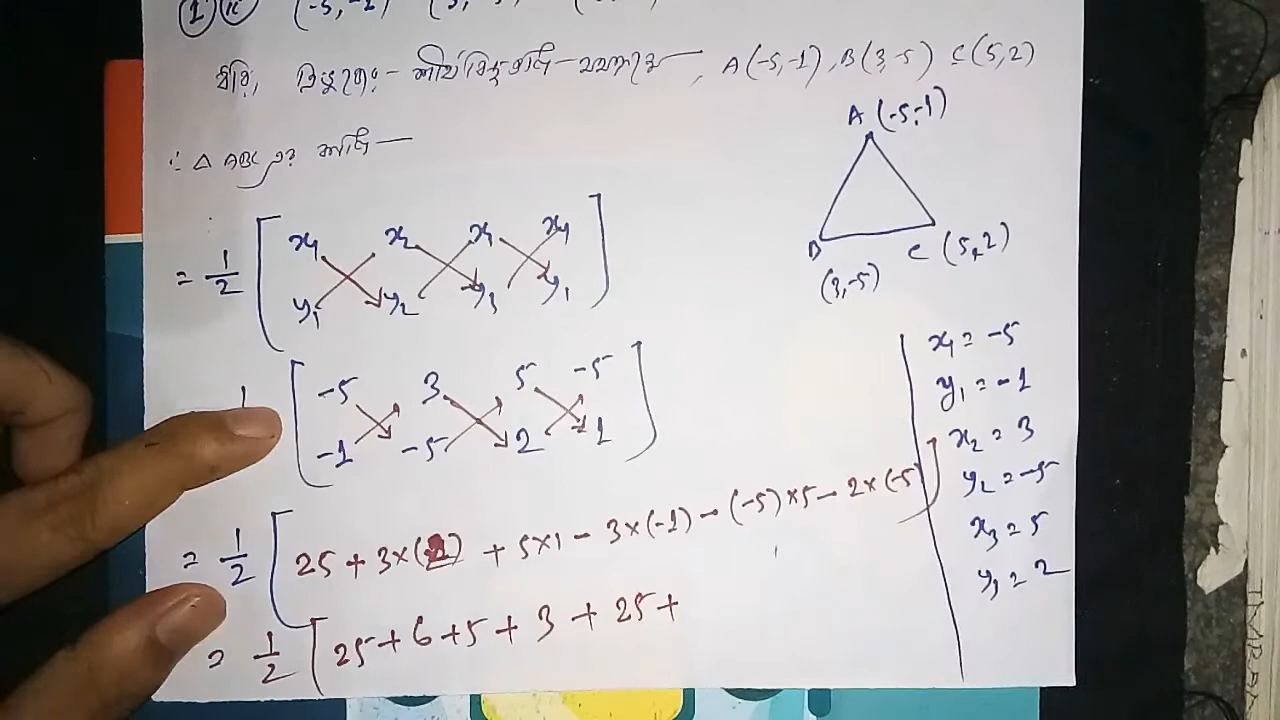 1
ধরি, ত্রিভুজের শীর্ষবিন্দুগুলি যথাক্রমে, A(-5,-1), B(3,-5) C(5,2)
∴ Δ ABC এর
A (-5,-1)
B
(3,-5)
C (5,2)
= 1/2 [ x₁ x₂ x₃ x₁
y₁ y₂ y₃ y₁ ]
1 [ -5 3 5 -5
-1 -5 2 1 ]
= 1/2 [ 25 + 3×(2) + 5×1 - 3×(-1) - (-5)×5 - 2×(-5) ]
= 1/2 [ 25 + 6 + 5 + 3 + 25 +
x₁ = -5
y₁ = -1
x₂ = 3
y₂ = -5
x₃ = 5
y₃ = 2